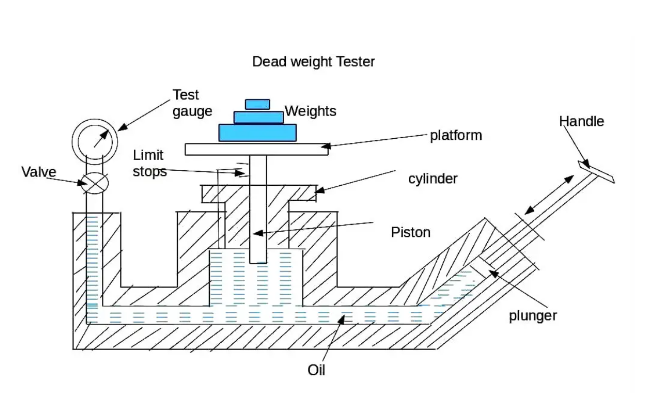 Dead weight Tester
Test
gauge
Weights
Handle
platform
Limit
stops
Valve
cylinder
Piston
plunger
Oil